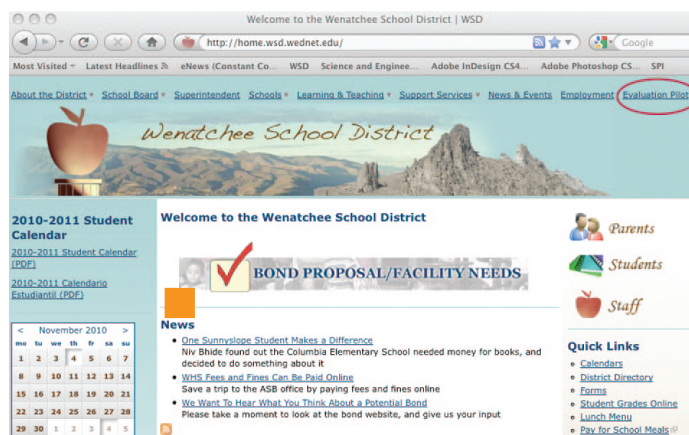 Welcome to the Wenatchee School District | WSD
http://home.wsd.wednet.edu/
Google
Most Visited Latest Headlines eNews (Constant Co... WSD Science and Enginee... Adobe InDesign CS4... Adobe Photoshop CS... SPI
About the District School Board Superintendent Schools Learning & Teaching Support Services News & Events Employment Evaluation Pilot
Wenatchee School District
2010-2011 Student
Calendar
2010-2011 Student Calendar
(PDF)
2010-2011 Calendario
Estudiantil (PDF)
< November 2010 >
mo tu we th fr sa su
1 2 3 4 5 6 7
8 9 10 11 12 13 14
15 16 17 18 19 20 21
22 23 24 25 26 27 28
29 30 1 2 3 4 5
Welcome to the Wenatchee School District
BOND PROPOSAL/FACILITY NEEDS
News
• One Sunnyslope Student Makes a Difference
Niv Bhide found out the Columbia Elementary School needed money for books, and
decided to do something about it
• WHS Fees and Fines Can Be Paid Online
Save a trip to the ASB office by paying fees and fines online
• We Want To Hear What You Think About a Potential Bond
Please take a moment to look at the bond website, and give us your input
Parents
Students
Staff
Quick Links
• Calendars
• District Directory
• Forms
• Student Grades Online
• Lunch Menu
• Pay for School Meals